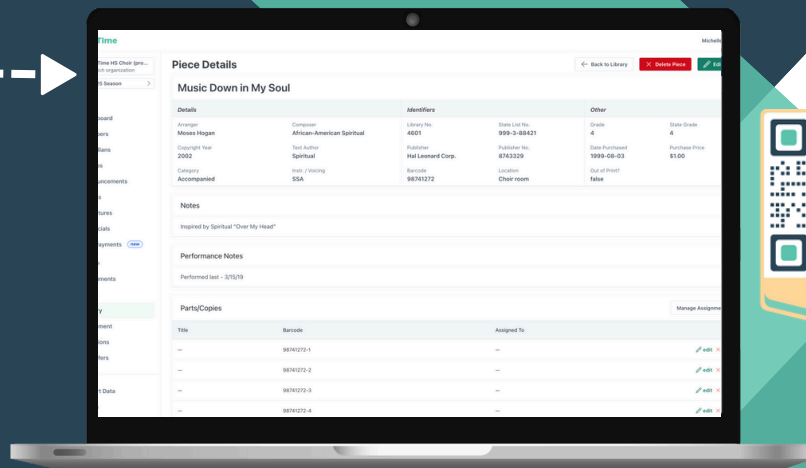 Time
Michelle
Time HS Choir (pro...
ch organization
25 Season >
Piece Details
← Back to Library
× Delete Piece
Edi
Music Down in My Soul
Details
Identifiers
Other
Arranger
Composer
Library No.
State List No.
Grade
State Grade
Moses Hogan
African-American Spiritual
4601
999-3-88421
4
4
Copyright Year
Text Author
Publisher
Publisher No.
Date Purchased
Purchase Price
2002
Spiritual
Hal Leonard Corp.
8743329
1999-08-03
$1.00
Category
Instr. / Voicing
Barcode
Location
Out of Print?
Accompanied
SSA
98741272
Choir room
false
Notes
Inspired by Spiritual "Over My Head"
Performance Notes
Performed last - 3/15/19
Parts/Copies
Manage Assignme
Title
Barcode
Assigned To
— 98741272-1 — edit ×
— 98741272-2 — edit ×
— 98741272-3 — edit ×
— 98741272-4 — edit ×
board
bers
dians
uncements
tures
cials
ayments new
ments
y
ment
ions
fers
t Data